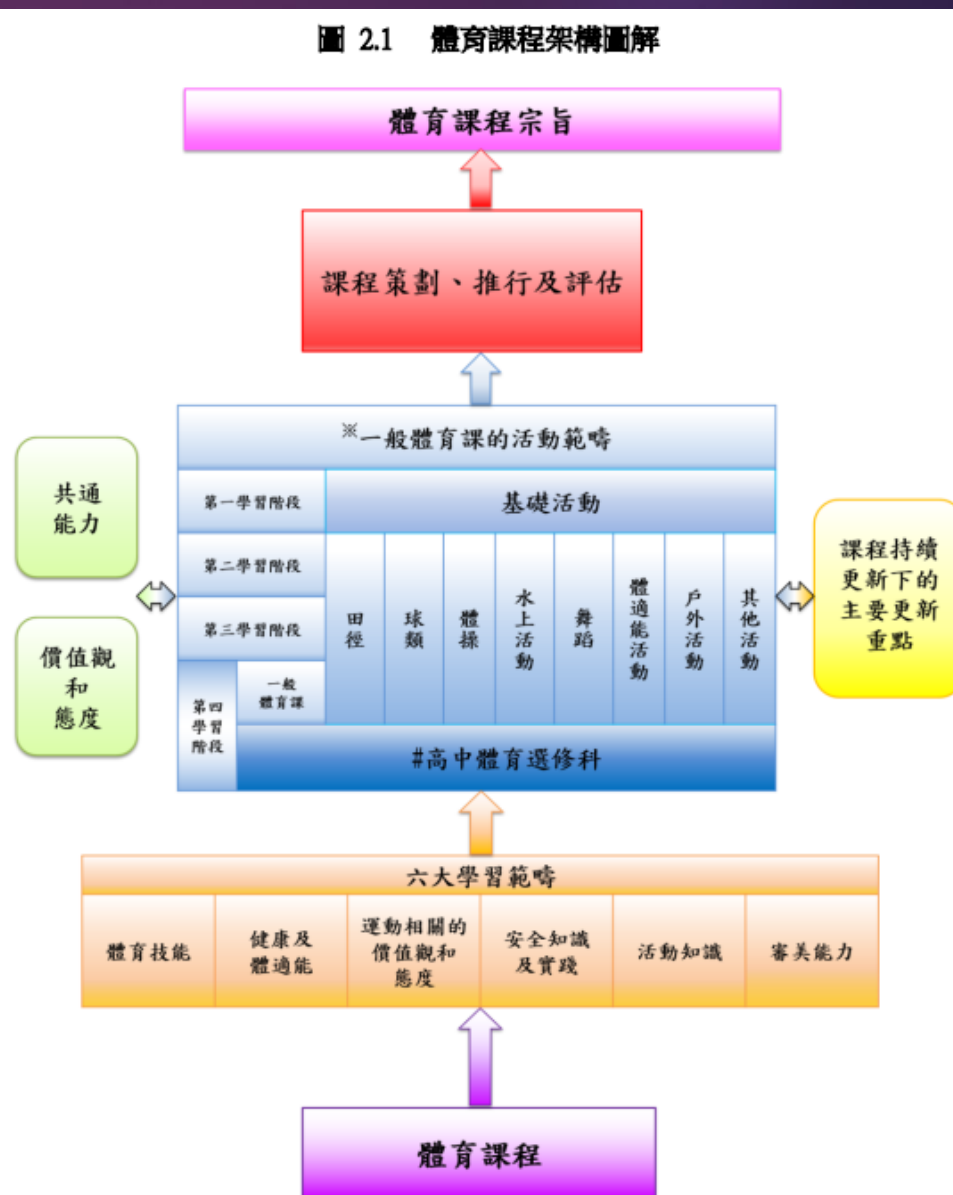 圖 2.1 體育課程架構圖解
體育課程宗旨
課程策劃、推行及評估
※一般體育課的活動範疇
共通
能力
價值觀
和
態度
第一學習階段
基礎活動
第二學習階段
第三學習階段
第四
學習
階段
一般
體育課
田徑
球類
體操
水上活動
舞蹈
體適能活動
戶外活動
其他活動
#高中體育選修科
課程持續
更新下的
主要更新
重點
六大學習範疇
體育技能
健康及
體適能
運動相關的
價值觀和
態度
安全知識
及實踐
活動知識
審美能力
體育課程